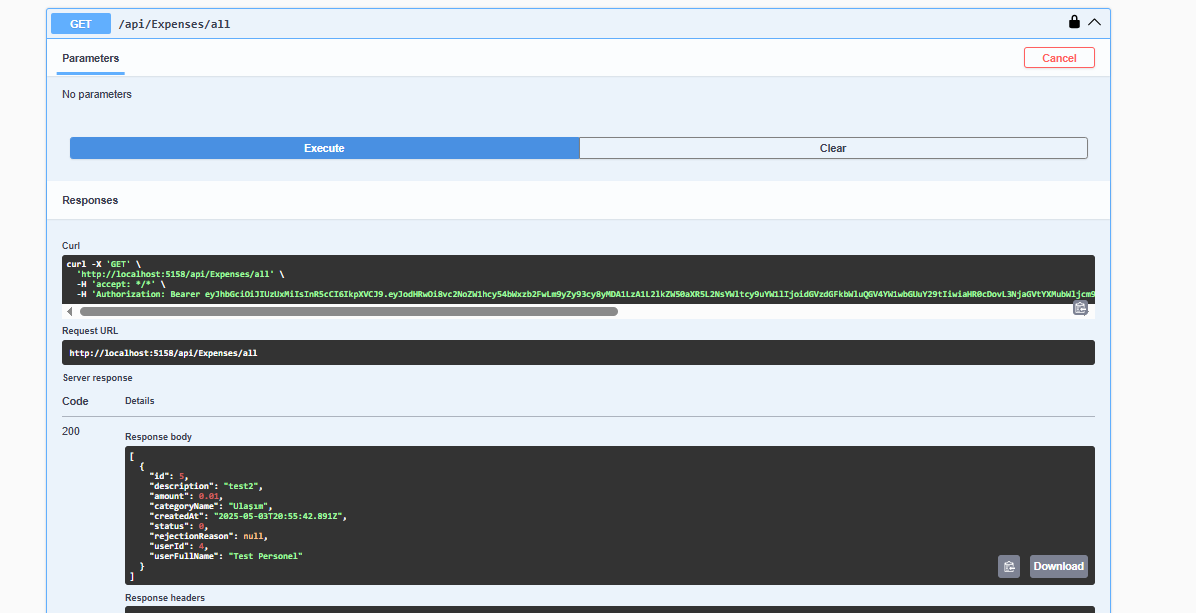 GET /api/Expenses/all
Parameters
Cancel
No parameters
Execute
Clear
Responses
Curl
curl -X 'GET' \
'http://localhost:5158/api/Expenses/all' \
-H 'accept: */*' \
-H 'Authorization: Bearer
Request URL
http://localhost:5158/api/Expenses/all
Server response
Code Details
200
Response body
[
{
"id": 5,
"description": "test2",
"amount": 0.01,
"categoryName": "Ulaşım",
"createdAt": "2025-05-03T20:55:42.891Z",
"status": 0,
"rejectionReason": null,
"userId": 4,
"userFullName": "Test Personel"
}
]
Download
Response headers